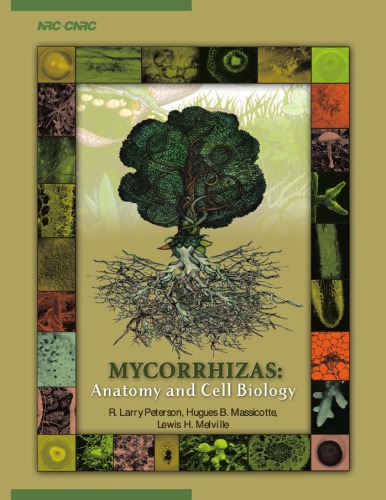 NRC·CNRC
MYCORRHIZAS:
Anatomy and Cell Biology
R. Larry Peterson, Hugues B. Massicotte,
Lewis H. Melville